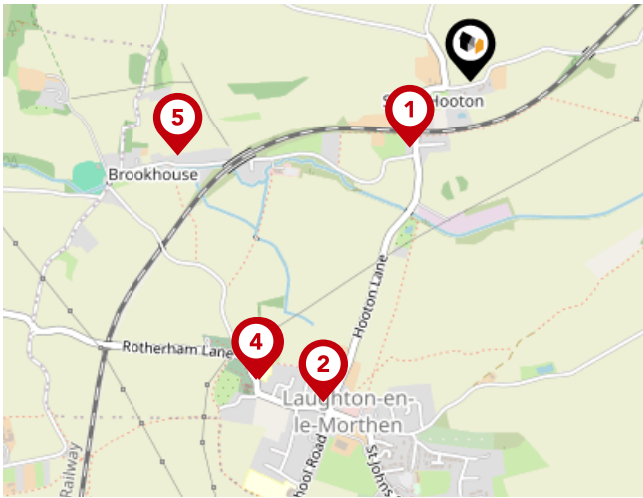 Hooton
1
5
Brookhouse
Hooton Lane
Rotherham Lane
4
2
Laughton-en-
le-Morthen
School Road
St Johns
Railway